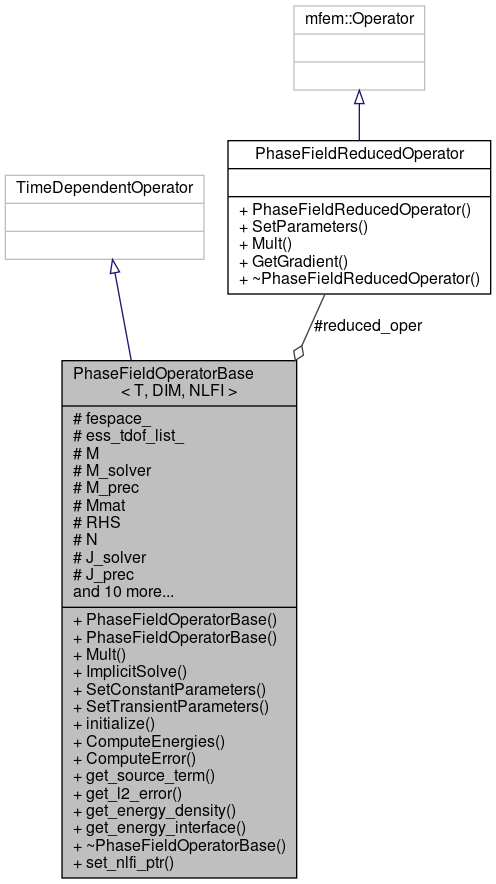 mfem::Operator
PhaseFieldReducedOperator
+ PhaseFieldReducedOperator()
+ SetParameters()
+ Mult()
+ GetGradient()
+ ~PhaseFieldReducedOperator()
TimeDependentOperator
#reduced_oper
PhaseFieldOperatorBase
< T, DIM, NLFI >
# fespace_
# ess_tdof_list_
# M
# M_solver
# M_prec
# Mmat
# RHS
# N
# J_solver
# J_prec
and 10 more...
+ PhaseFieldOperatorBase()
+ PhaseFieldOperatorBase()
+ Mult()
+ ImplicitSolve()
+ SetConstantParameters()
+ SetTransientParameters()
+ initialize()
+ ComputeEnergies()
+ ComputeError()
+ get_source_term()
+ get_l2_error()
+ get_energy_density()
+ get_energy_interface()
+ ~PhaseFieldOperatorBase()
+ set_nlfi_ptr()